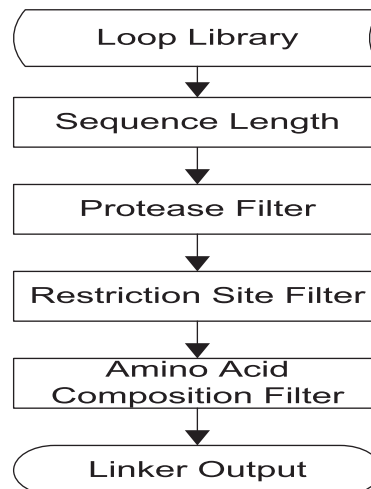 Loop Library
Sequence Length
Protease Filter
Restriction Site Filter
Amino Acid
Composition Filter
Linker Output